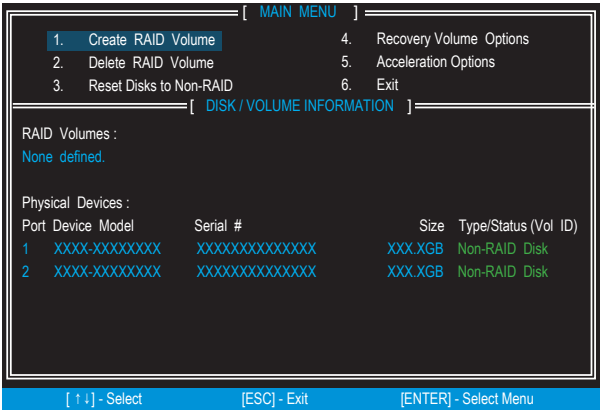 [ MAIN MENU ]
1. Create RAID Volume 4. Recovery Volume Options
2. Delete RAID Volume 5. Acceleration Options
3. Reset Disks to Non-RAID 6. Exit
[ DISK / VOLUME INFORMATION ]
RAID Volumes :
None defined.
Physical Devices :
Port Device Model Serial # Size Type/Status (Vol ID)
1 XXXX-XXXXXXXX XXXXXXXXXXXXXX XXX.XGB Non-RAID Disk
2 XXXX-XXXXXXXX XXXXXXXXXXXXXX XXX.XGB Non-RAID Disk
[ ↑↓] - Select [ESC] - Exit [ENTER] - Select Menu